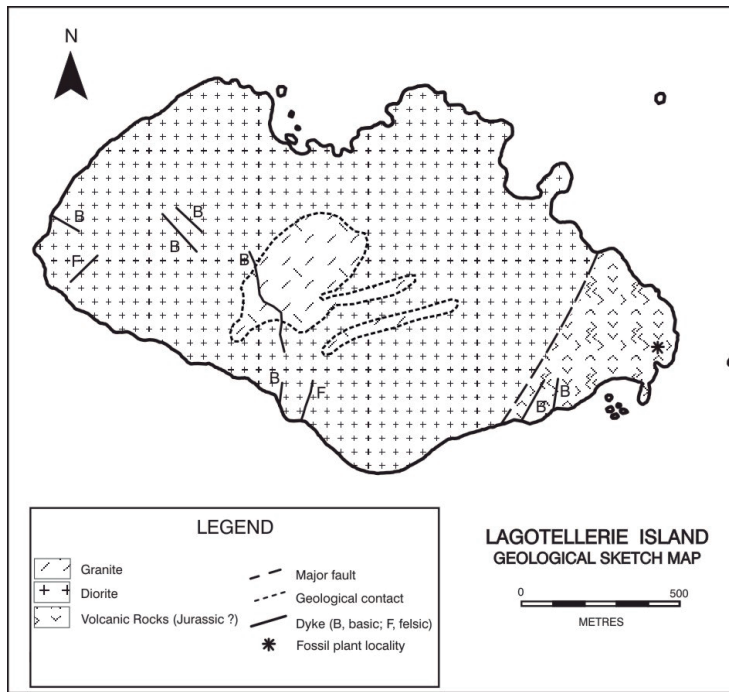 N
B
B
B
F
B
B
F
B
B
LEGEND
Granite
Diorite
Volcanic Rocks (Jurassic ?)
Major fault
Geological contact
Dyke (B, basic; F, felsic)
Fossil plant locality
LAGOTELLERIE ISLAND
GEOLOGICAL SKETCH MAP
0 500
METRES